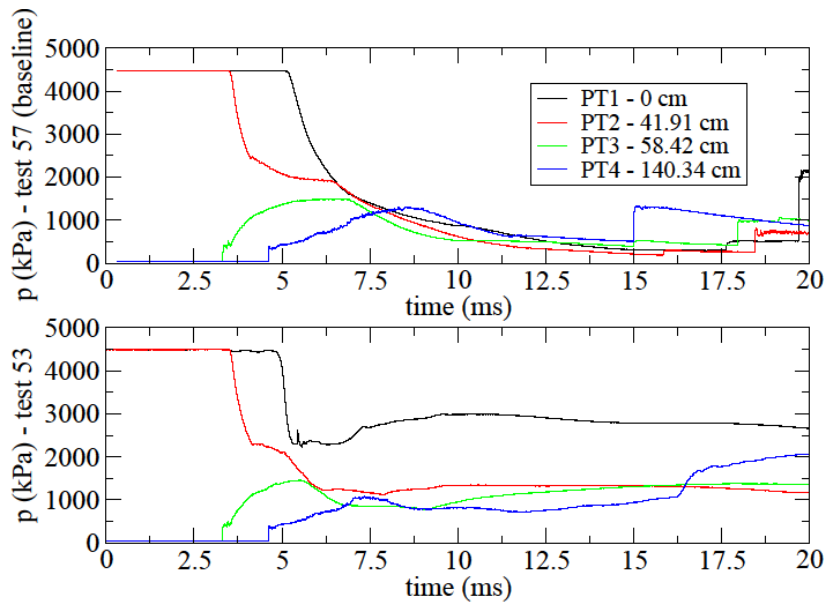 p (kPa) - test 57 (baseline)
5000
4000
3000
2000
1000
0
PT1 - 0 cm
PT2 - 41.91 cm
PT3 - 58.42 cm
PT4 - 140.34 cm
0 2.5 5 7.5 10 12.5 15 17.5 20
time (ms)
p (kPa) - test 53
5000
4000
3000
2000
1000
0
0 2.5 5 7.5 10 12.5 15 17.5 20
time (ms)